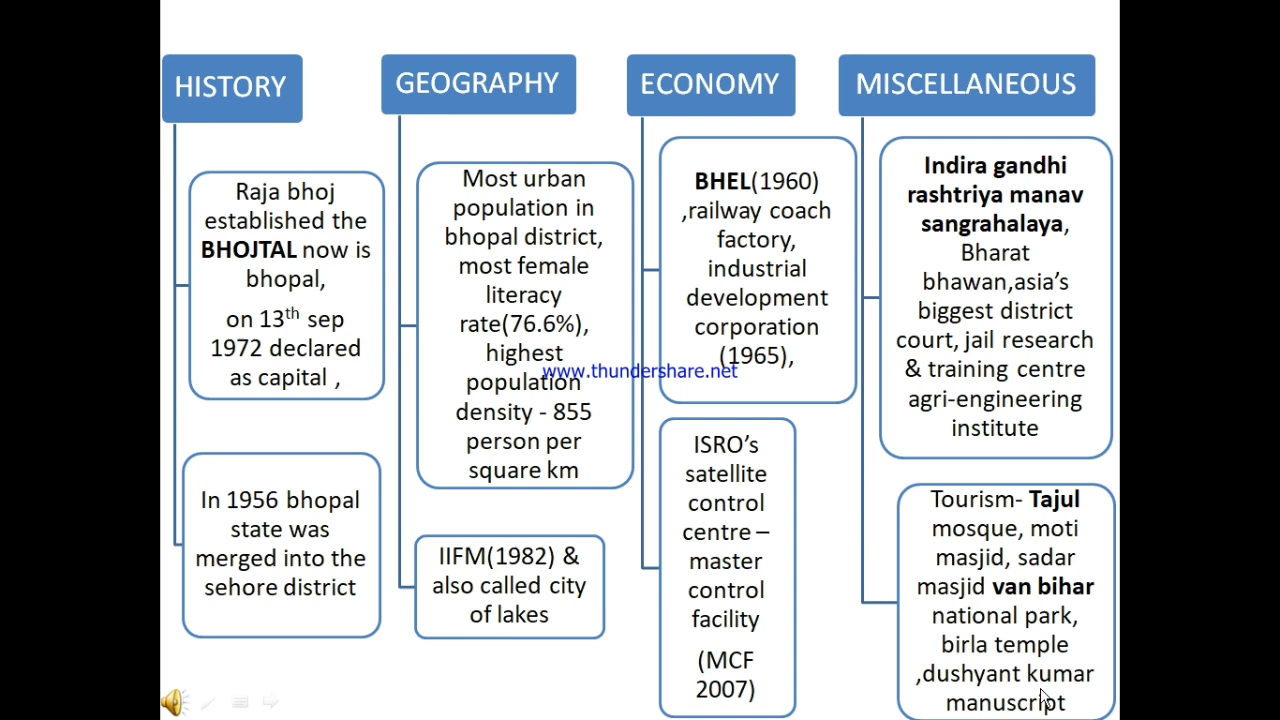 HISTORY
Raja bhoj
established the
BHOJTAL now is
bhopal,
on 13th sep
1972 declared
as capital ,
In 1956 bhopal
state was
merged into the
sehore district
GEOGRAPHY
Most urban
population in
bhopal district,
most female
literacy
rate(76.6%),
highest
population
density - 855
person per
square km
IIFM(1982) &
also called city
of lakes
ECONOMY
BHEL(1960)
,railway coach
factory,
industrial
development
corporation
(1965),
www.thundershare.net
ISRO’s
satellite
control
centre –
master
control
facility
(MCF
2007)
MISCELLANEOUS
Indira gandhi
rashtriya manav
sangrahalaya,
Bharat
bhawan,asia’s
biggest district
court, jail research
& training centre
agri-engineering
institute
Tourism- Tajul
mosque, moti
masjid, sadar
masjid van bihar
national park,
birla temple
,dushyant kumar
manuscript